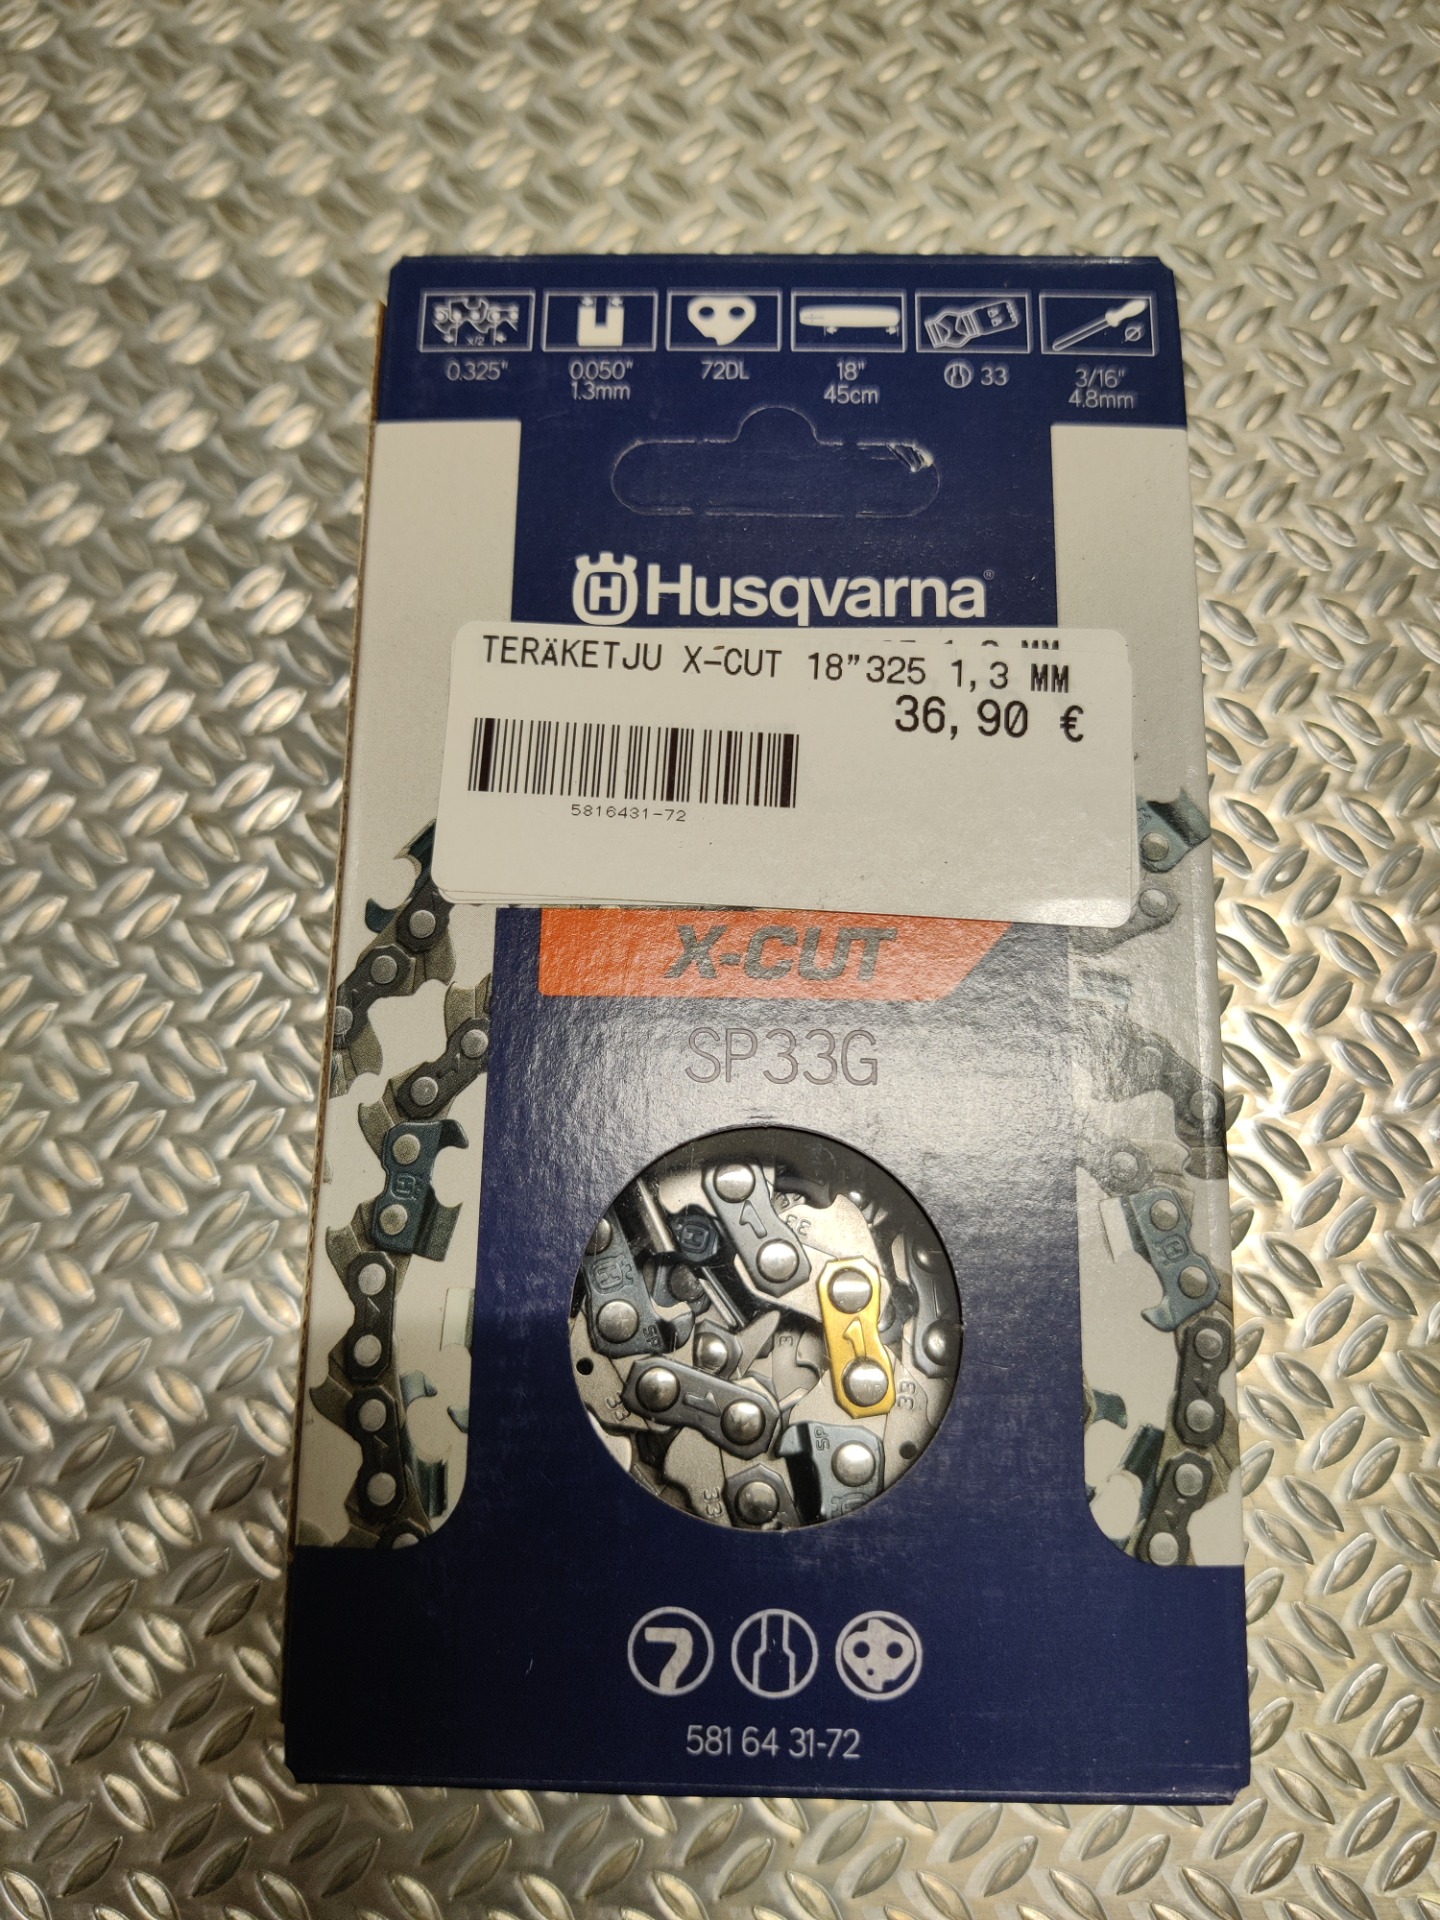 0.325"
0.050"
1.3mm
72DL
18"
45cm
33
3/16"
4.8mm
Husqvarna®
TERÄKETJU X-CUT 18”325 1,3 MM
36,90 €
5816431-72
X-CUT
SP33G
581 64 31-72